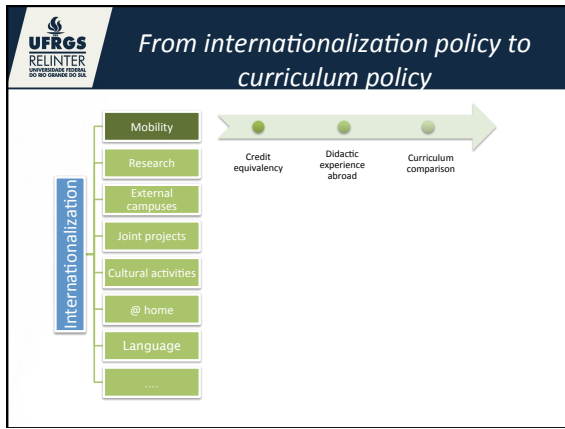 UFRGS
RELINTER
UNIVERSIDADE FEDERAL
DO RIO GRANDE DO SUL
From internationalization policy to
curriculum policy
Internationalization
Mobility
Research
External
campuses
Joint projects
Cultural activities
@ home
Language
....
Credit
equivalency
Didactic
experience
abroad
Curriculum
comparison